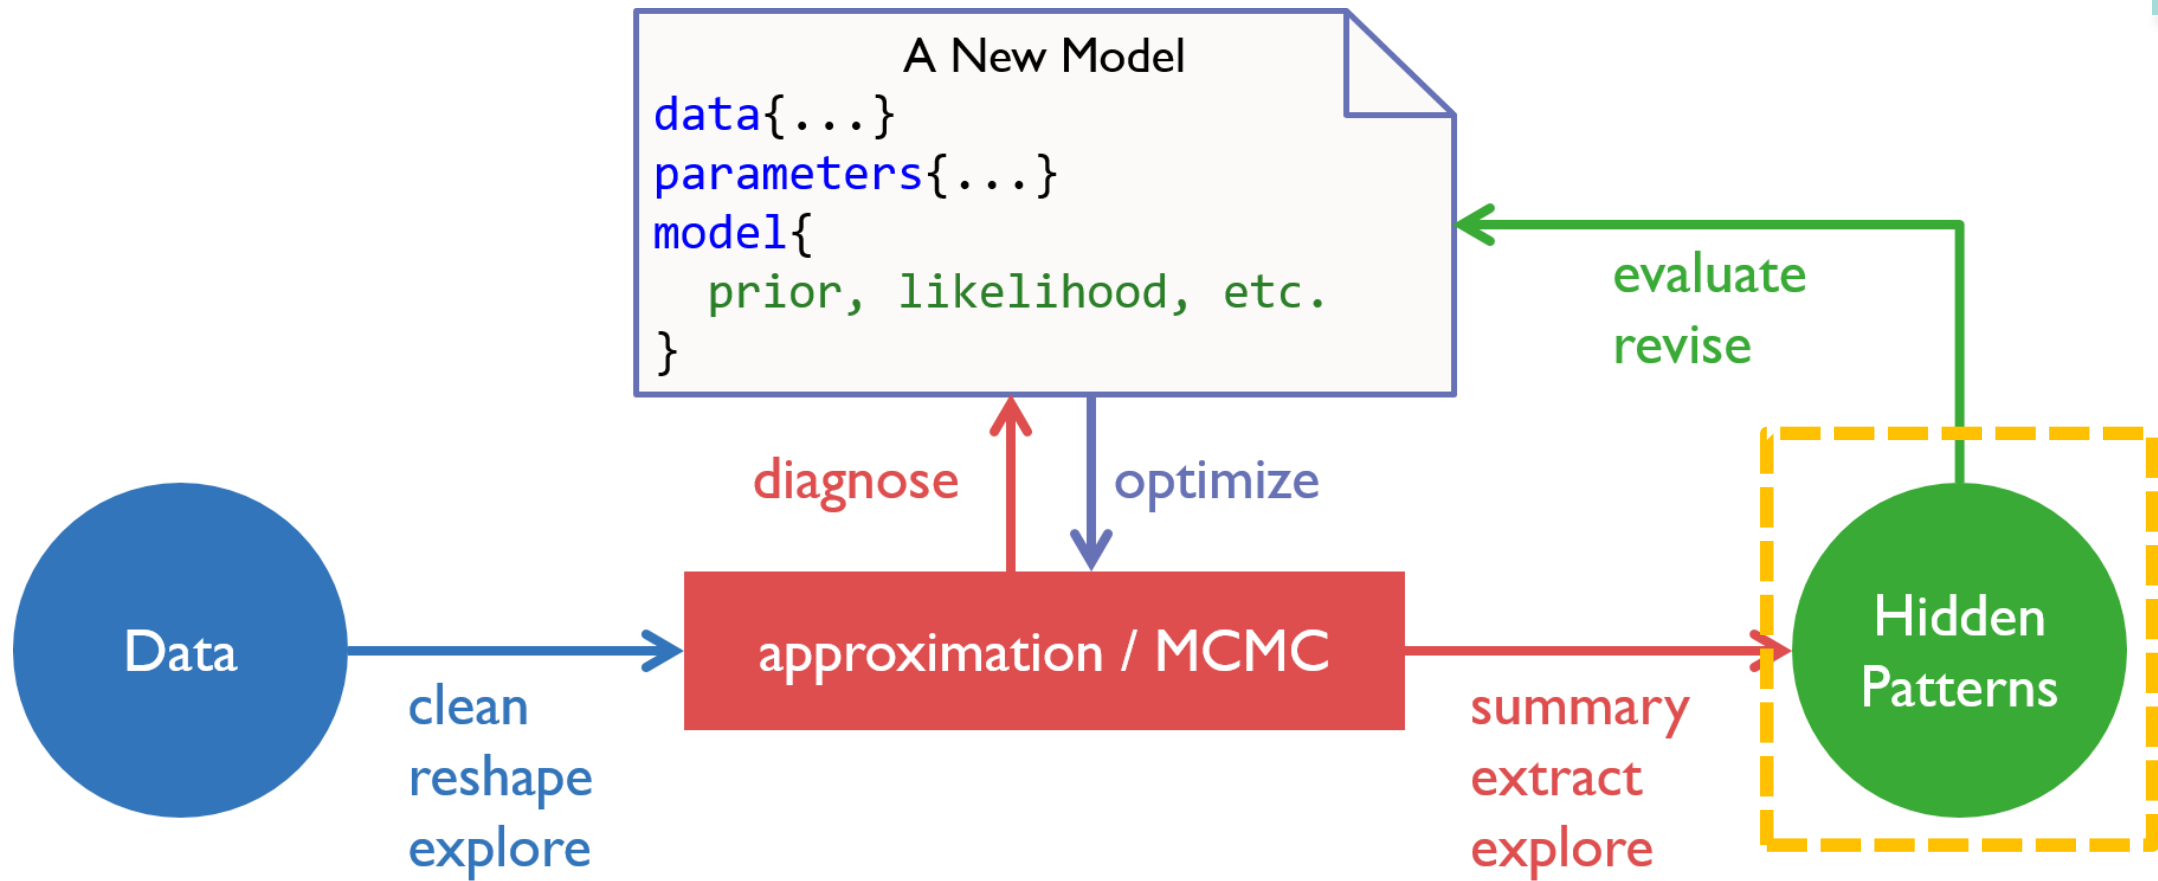 A New Model
data{...}
parameters{...}
model{
prior, likelihood, etc.
}
evaluate
revise
diagnose
optimize
Data
clean
reshape
explore
approximation / MCMC
summary
extract
explore
Hidden
Patterns